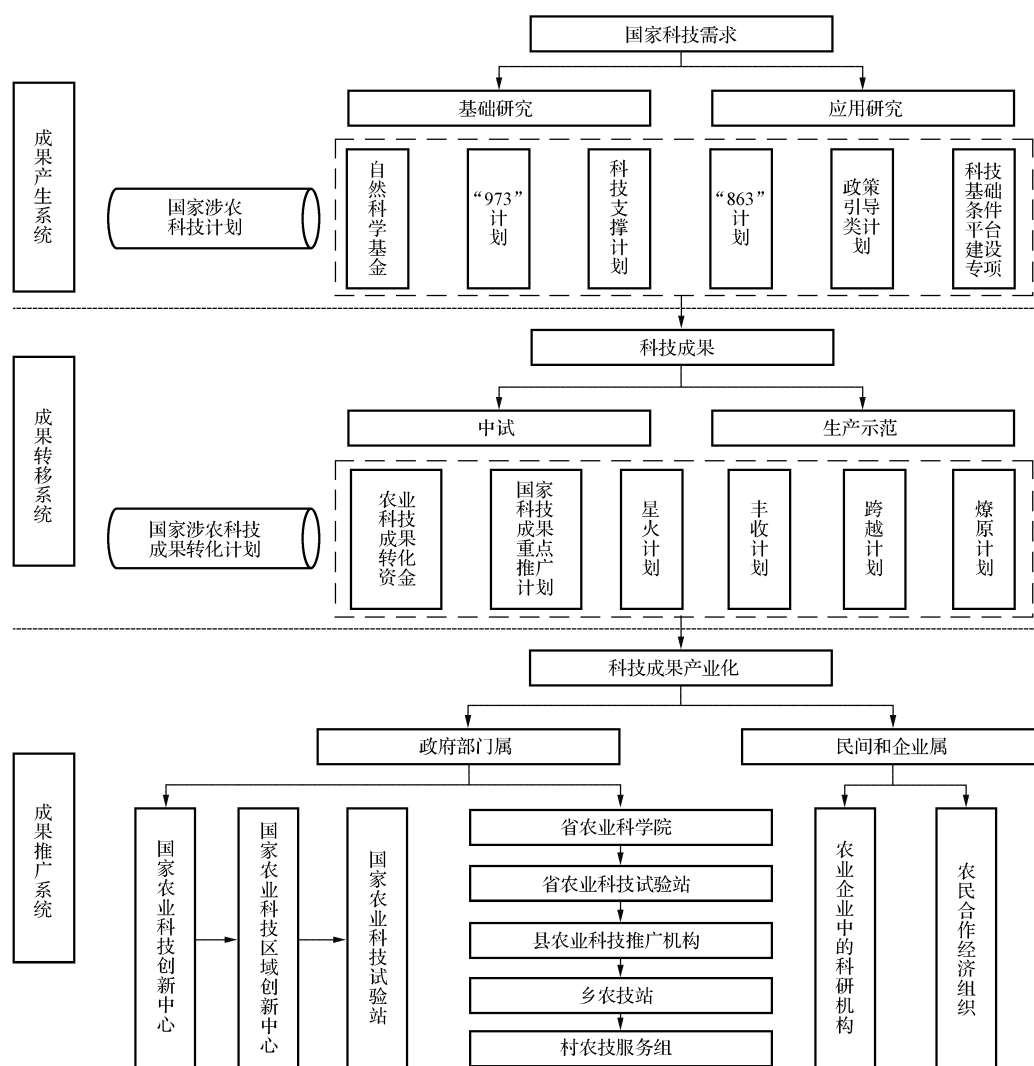 国家科技需求
基础研究
应用研究
成果产生系统
国家涉农
科技计划
自然科学基金
“973”
计划
科技支撑计划
“863”
计划
政策
引导
类计
划
科技
基础
条件
平台
建设
专项
科技成果
中试
生产示范
成果转移系统
国家涉农科技
成果转化计划
农业
科技
成果
转化
资金
国家
科技
成果
重点
推广
计划
星火计划
丰收计划
跨越计划
燎原计划
科技成果产业化
政府部门属
民间和企业属
成果推广系统
国家农业科技创新中心
国家农业科技区域创新中心
国家农业科技试验站
省农业科学院
省农业科技试验站
县农业科技推广机构
乡农技站
村农技服务组
农业企业中的科研机构
农民合作经济组织